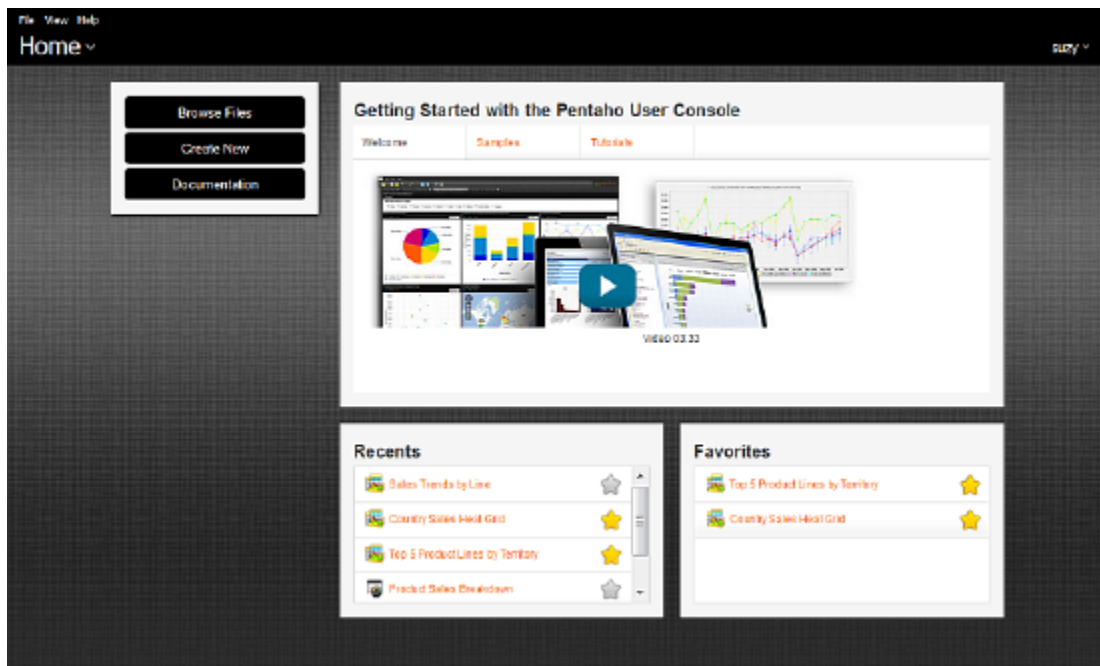 File View Help
Home
suzy
Browse Files
Create New
Documentation
Getting Started with the Pentaho User Console
Welcome Samples Tutorials
Video 03:33
Recents
Sales Trends by Line
Country Sales Heat Grid
Top 5 Product Lines by Territory
Product Sales Breakdown
Favorites
Top 5 Product Lines by Territory
Country Sales Heat Grid